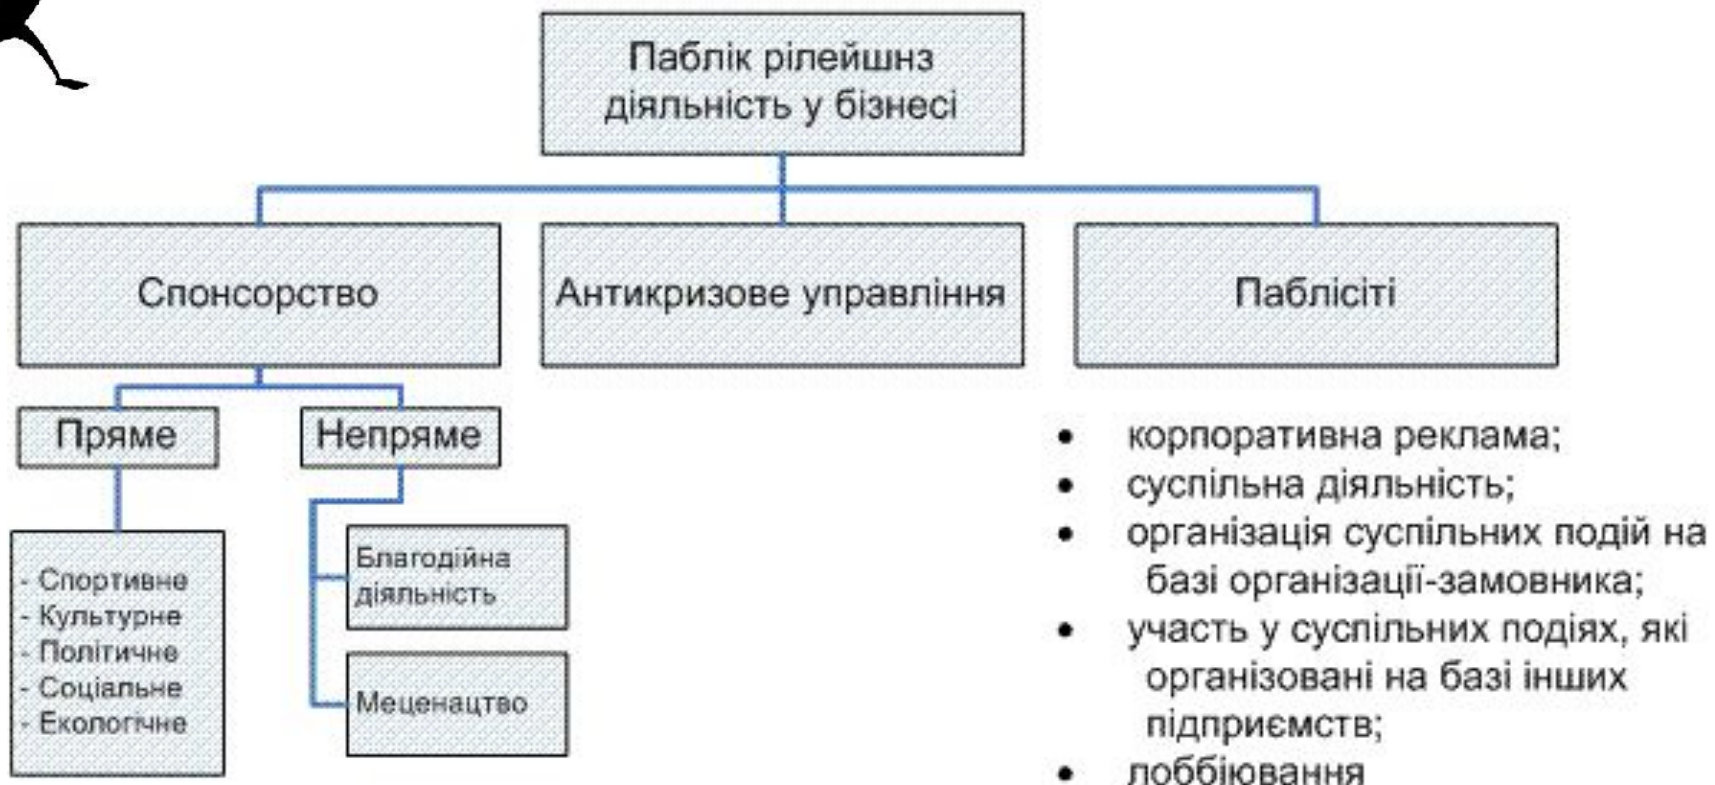 Паблік рілейшнз
діяльність у бізнесі
Спонсорство
Антикризове управління
Паблісіті
Пряме
Непряме
- Спортивне
- Культурне
- Політичне
- Соціальне
- Екологічне
Благодійна
діяльність
Меценацтво
• корпоративна реклама;
• суспільна діяльність;
• організація суспільних подій на
базі організації-замовника;
• участь у суспільних подіях, які
організовані на базі інших
підприємств;
• лоббіювання